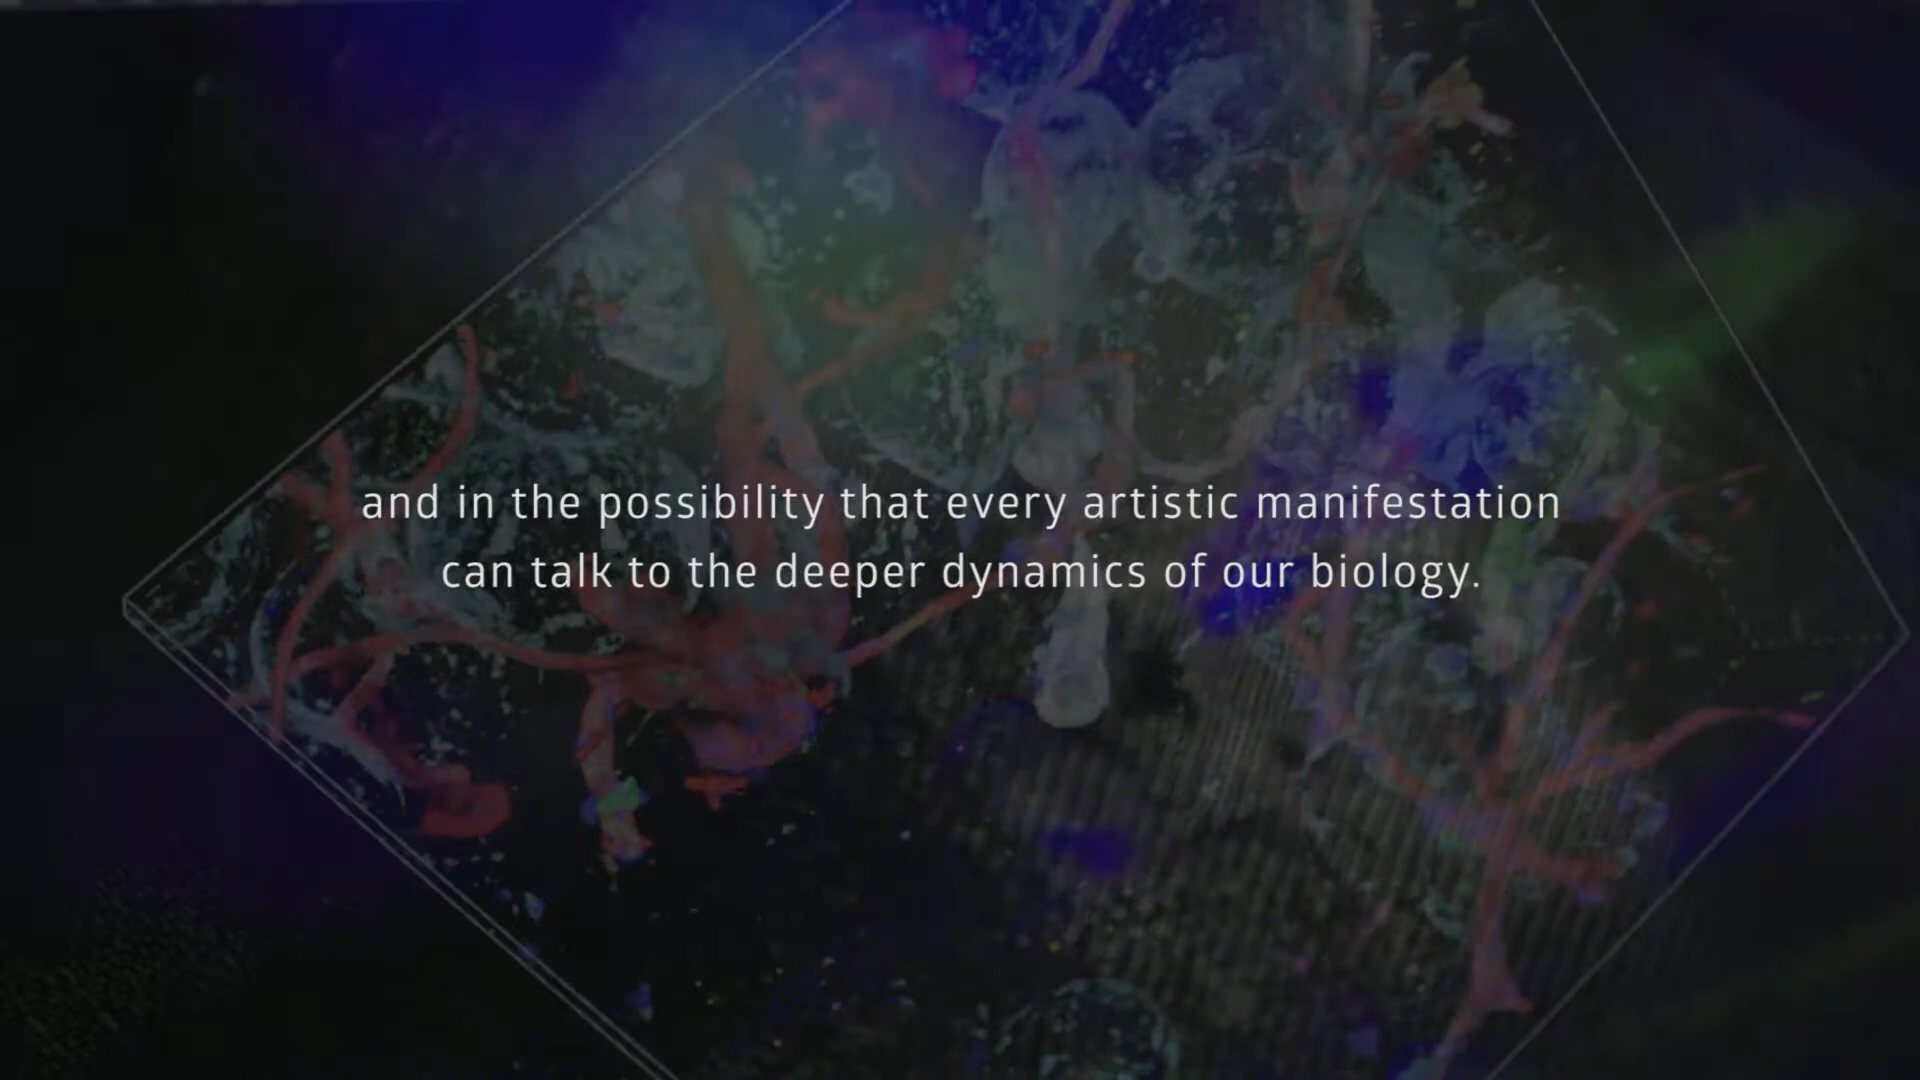 and in the possibility that every artistic manifestation
can talk to the deeper dynamics of our biology.